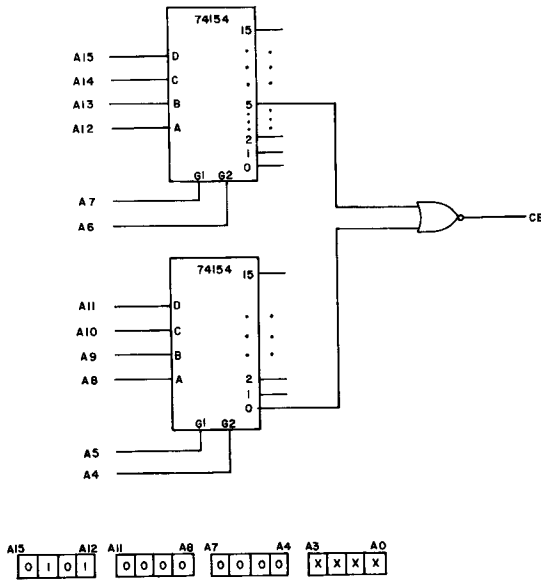 74154
15
A15 D
A14 C
A13 B 5
A12 A
2
1
0
G1 G2
A7
A6
CE
74154
15
A11 D
A10 C
A9 B
A8 A 2
1
0
G1 G2
A5
A4
A15 A12 A11 A8 A7 A4 A3 A0
0 1 0 1 0 0 0 0 0 0 0 0 X X X X